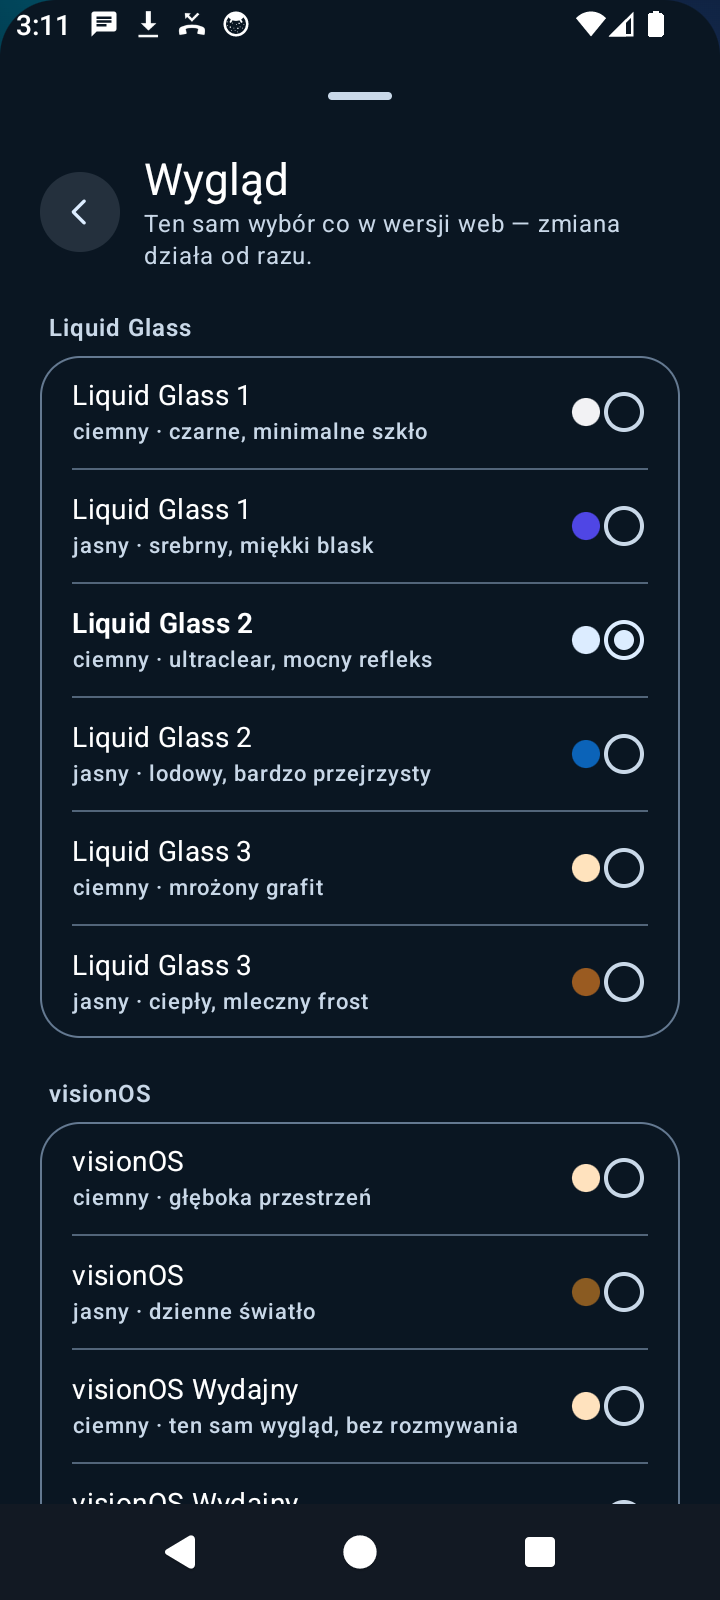 3:11
Wygląd
Ten sam wybór co w wersji web — zmiana
działa od razu.
Liquid Glass
Liquid Glass 1
ciemny · czarne, minimalne szkło
Liquid Glass 1
jasny · srebrny, miękki blask
Liquid Glass 2
ciemny · ultraclear, mocny refleks
Liquid Glass 2
jasny · lodowy, bardzo przejrzysty
Liquid Glass 3
ciemny · mrożony grafit
Liquid Glass 3
jasny · ciepły, mleczny frost
visionOS
visionOS
ciemny · głęboka przestrzeń
visionOS
jasny · dzienne światło
visionOS Wydajny
ciemny · ten sam wygląd, bez rozmywania
visionOS Wydajny